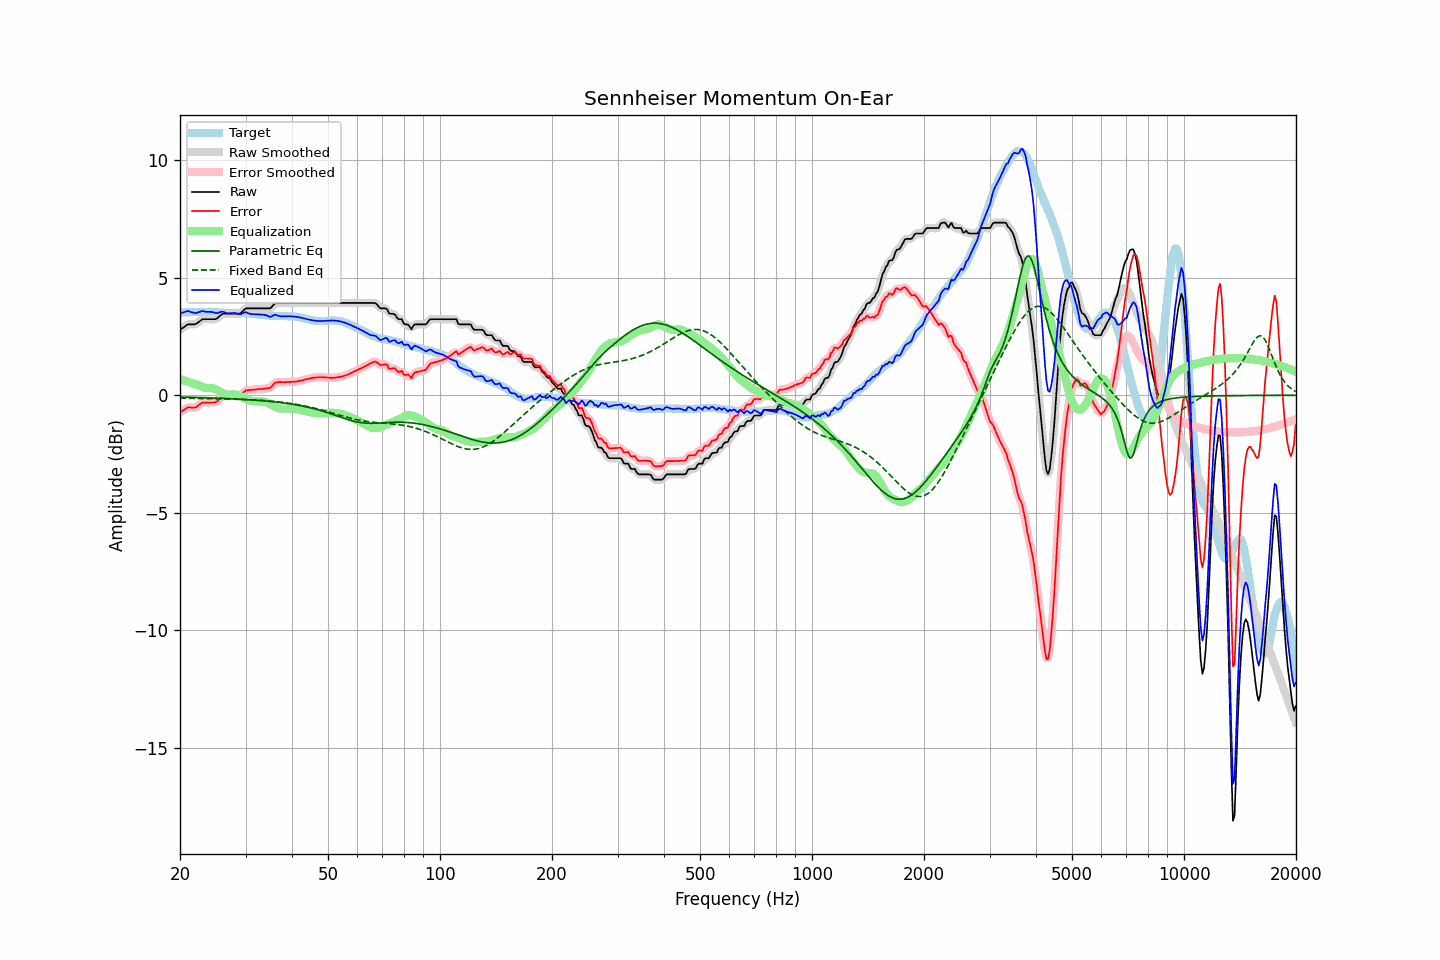 Sennheiser Momentum On-Ear
Target
Raw Smoothed
Error Smoothed
Raw
Error
Equalization
Parametric Eq
Fixed Band Eq
Equalized
Amplitude (dBr)
10
5
0
−5
−10
−15
20 50 100 200 500 1000 2000 5000 10000 20000
Frequency (Hz)